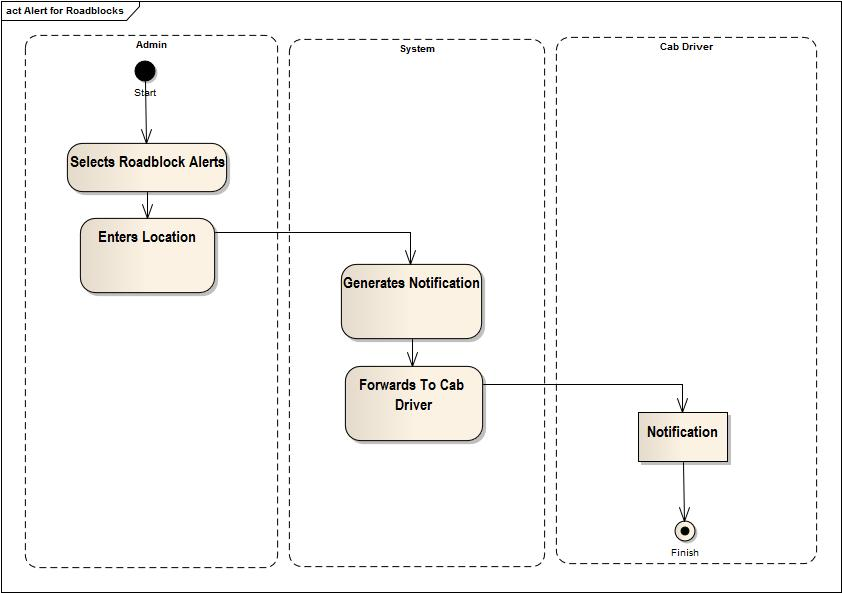 act Alert for Roadblocks
Admin
System
Cab Driver
Start
Selects Roadblock Alerts
Enters Location
Generates Notification
Forwards To Cab
Driver
Notification
Finish